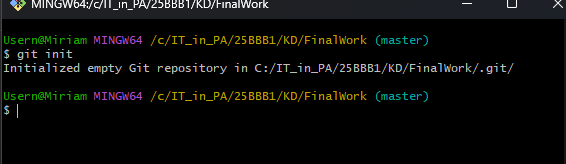 MINGW64:/c/IT_in_PA/25BBB1/KD/FinalWork
Usern@Miriam MINGW64 /c/IT_in_PA/25BBB1/KD/FinalWork (master)
$ git init
Initialized empty Git repository in C:/IT_in_PA/25BBB1/KD/FinalWork/.git/
Usern@Miriam MINGW64 /c/IT_in_PA/25BBB1/KD/FinalWork (master)
$